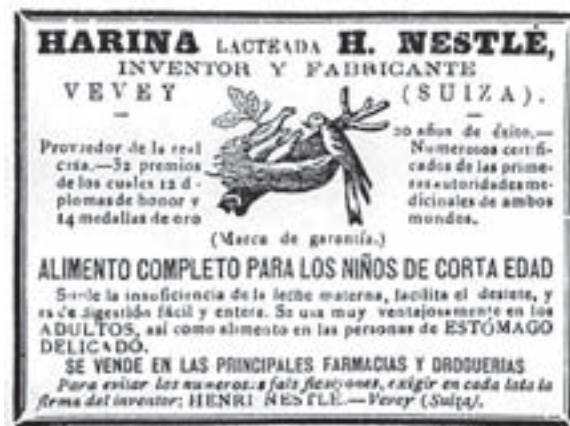 HARINA LACTEADA H. NESTLÉ,
INVENTOR Y FABRICANTE
VEVEY (SUIZA).
Proveedor de la real
cría.—32 premios
de los cuales 12 di-
plomas de honor y
14 medallas de oro
20 años de éxito.—
Numerosos certifi-
cados de las prime-
ras autoridades me-
dicinales de ambos
mundos.
(Marca de garantía.)
ALIMENTO COMPLETO PARA LOS NIÑOS DE CORTA EDAD
Suple la insuficiencia de la leche materna, facilita el destete, y
es de digestión fácil y entera. Se usa muy ventajosamente en los
ADULTOS, así como alimento en las personas de ESTÓMAGO
DELICADO.
SE VENDE EN LAS PRINCIPALES FARMACIAS Y DROGUERIAS
Para evitar las numerosas falsificaciones, exigir en cada lata la
firma del inventor: HENRI NESTLÉ.—Vevey (Suiza).